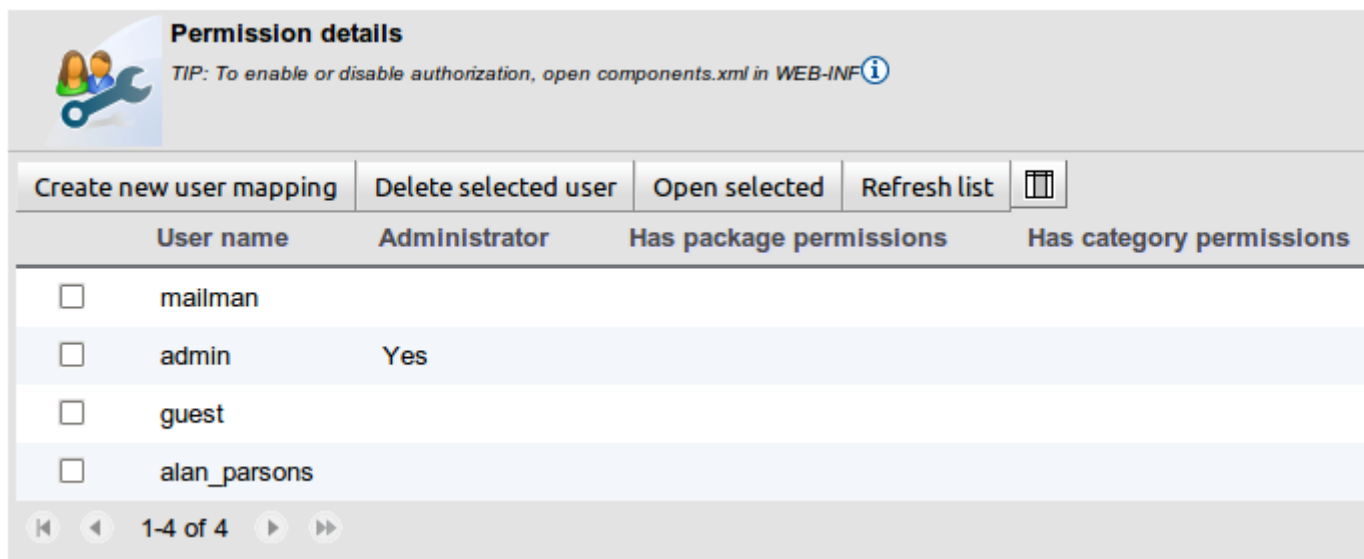 Permission details
TIP: To enable or disable authorization, open components.xml in WEB-INF
Create new user mapping Delete selected user Open selected Refresh list
User name Administrator Has package permissions Has category permissions
mailman
admin Yes
guest
alan_parsons
1-4 of 4